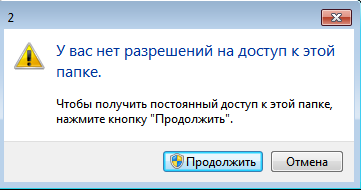 2
У вас нет разрешений на доступ к этой
папке.
Чтобы получить постоянный доступ к этой папке,
нажмите кнопку "Продолжить".
Продолжить
Отмена